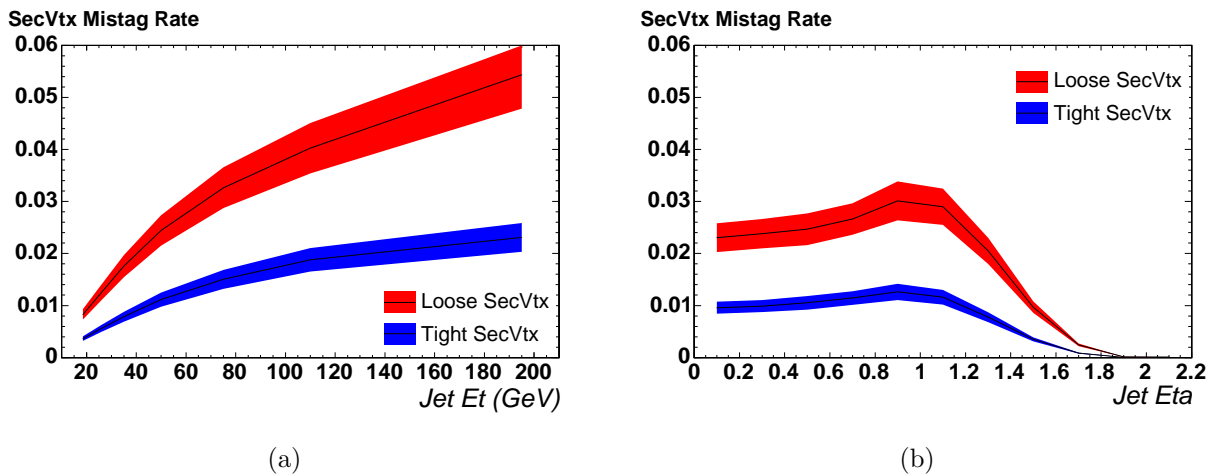 SecVtx Mistag Rate
0.06
0.05
0.04
0.03
0.02
0.01
0
Loose SecVtx
Tight SecVtx
20 40 60 80 100 120 140 160 180 200
Jet Et (GeV)
(a)
SecVtx Mistag Rate
0.06
0.05
0.04
0.03
0.02
0.01
0
Loose SecVtx
Tight SecVtx
0 0.2 0.4 0.6 0.8 1 1.2 1.4 1.6 1.8 2 2.2
Jet Eta
(b)